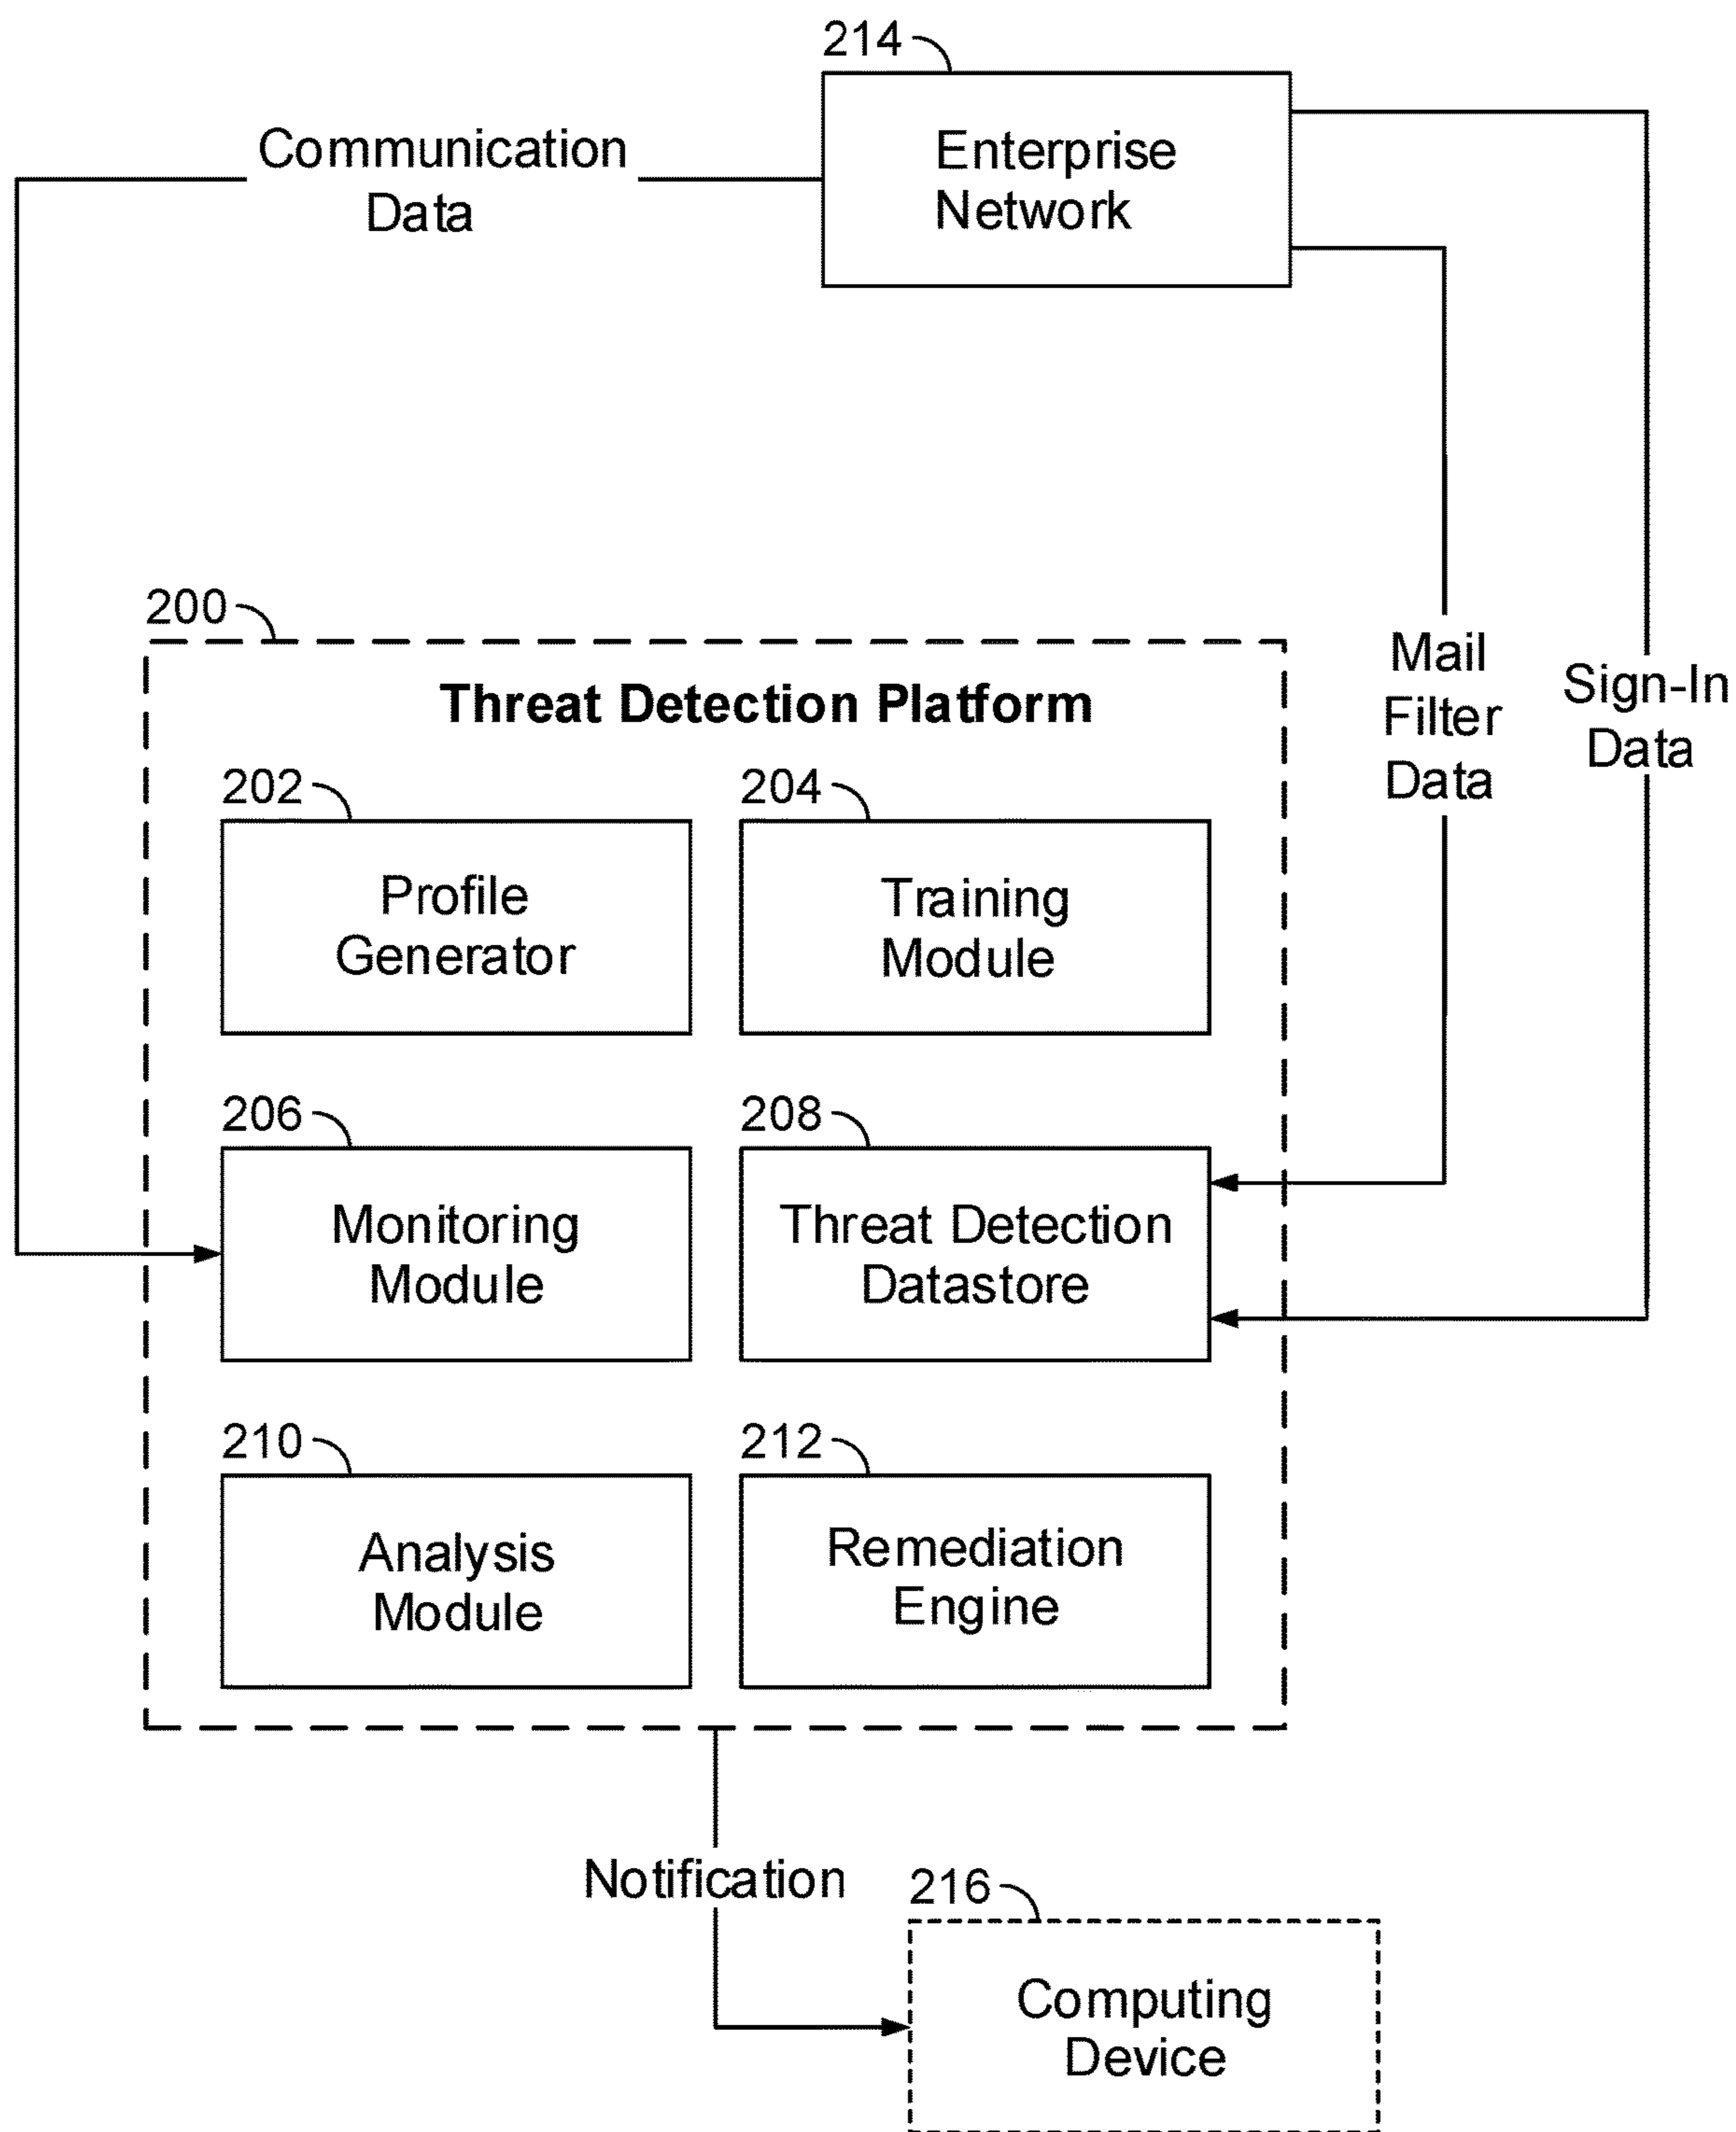 214
Enterprise
Network
Communication
Data
200
Threat Detection Platform
Mail
Filter
Data
Sign-In
Data
202
Profile
Generator
204
Training
Module
206
Monitoring
Module
208
Threat Detection
Datastore
210
Analysis
Module
212
Remediation
Engine
Notification
216
Computing
Device